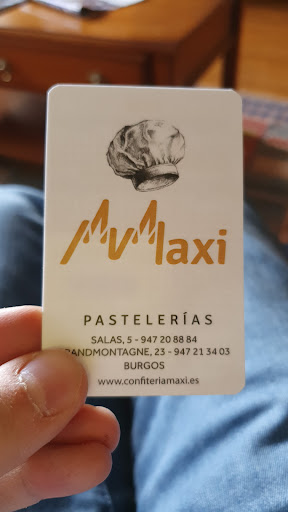 Maxi
PASTELERÍAS
SALAS, 5 - 947 20 88 84
RANDMONTAGNE, 23 - 947 21 34 03
BURGOS
www.confiteriamaxi.es